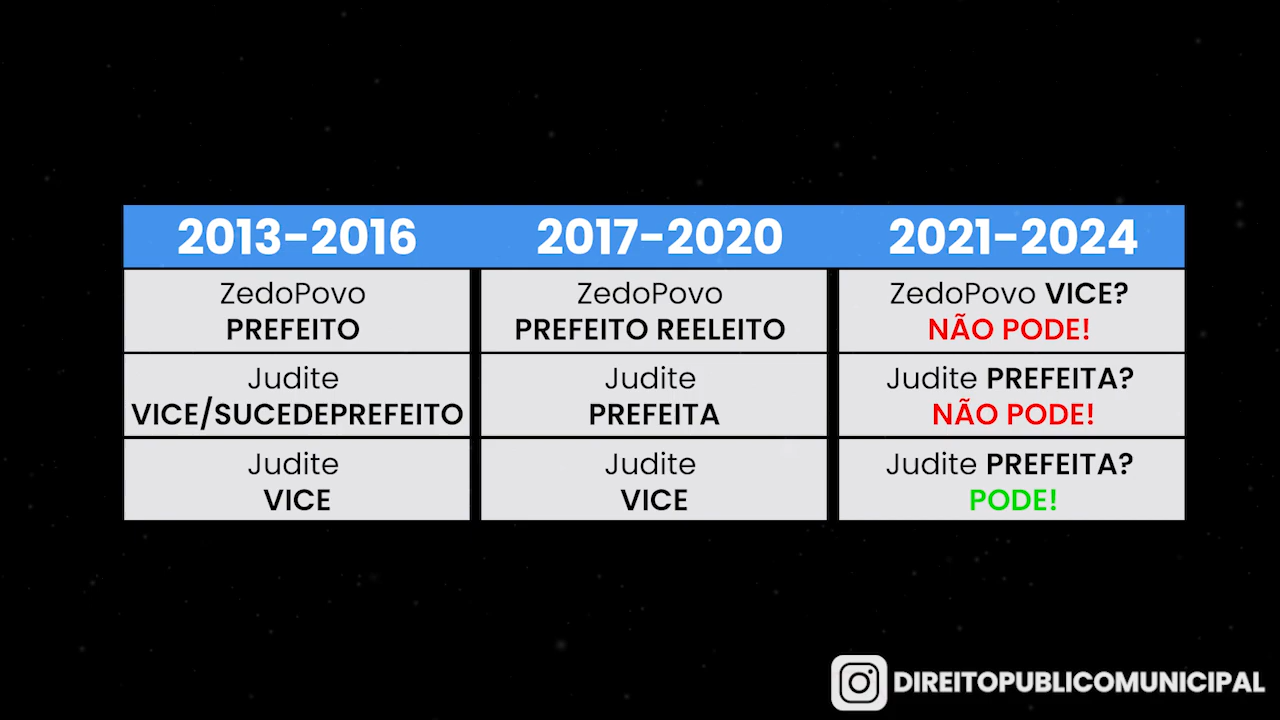 2013-2016 2017-2020 2021-2024
ZedoPovo ZedoPovo ZedoPovo VICE?
PREFEITO PREFEITO REELEITO NÃO PODE!
Judite Judite Judite PREFEITA?
VICE/SUCEDEPREFEITO PREFEITA NÃO PODE!
Judite Judite Judite PREFEITA?
VICE VICE PODE!
DIREITOPUBLICOMUNICIPAL